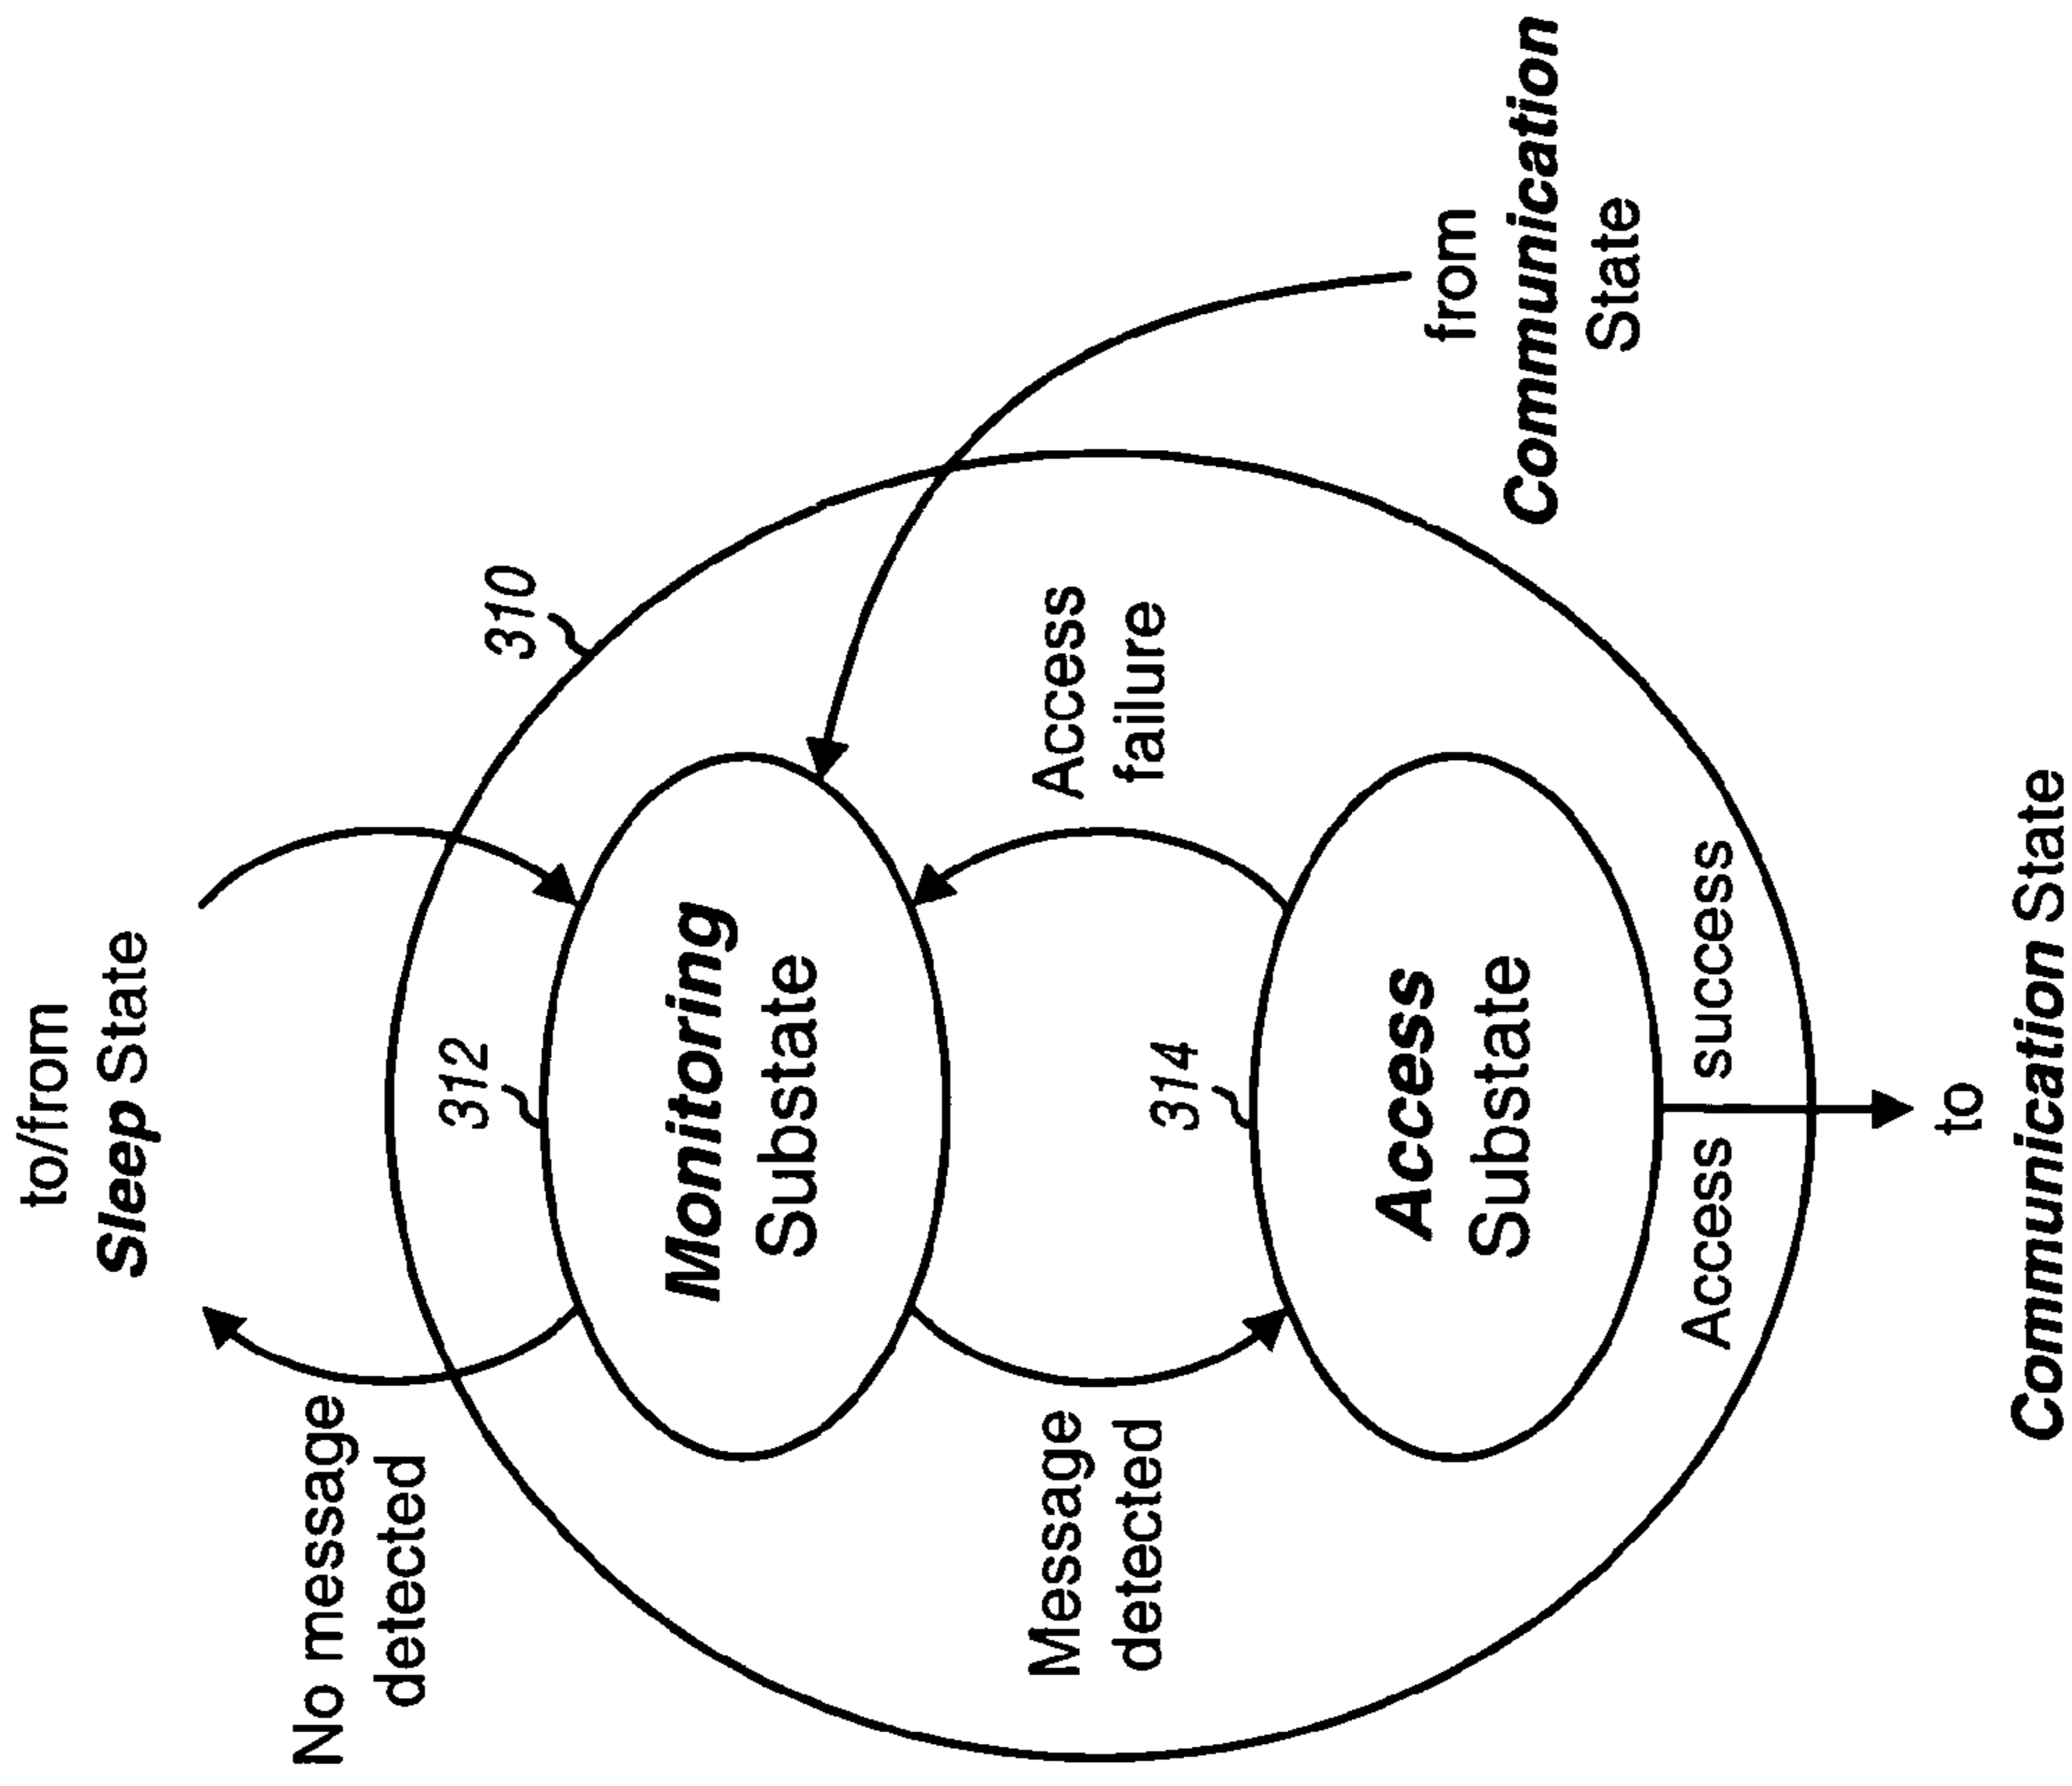 to/from
Sleep State
No message
detected
310
312
Monitoring
Substate
Message
detected
Access
failure
314
Access
Substate
from
Communication
State
Access success
to
Communication State